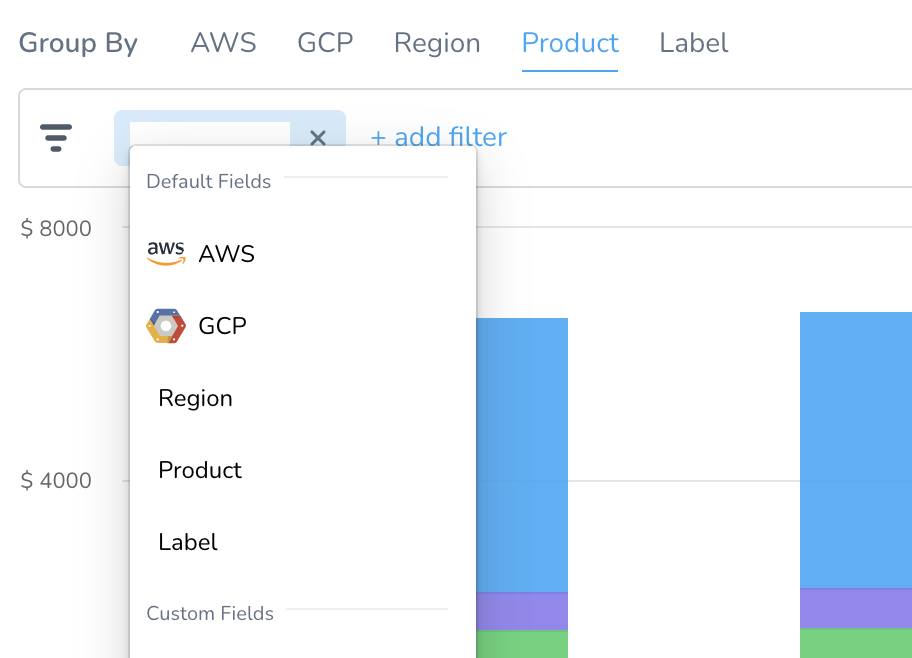 Group By AWS GCP Region Product Label
+ add filter
Default Fields
$ 8000
aws AWS
GCP
Region
Product
$ 4000
Label
Custom Fields